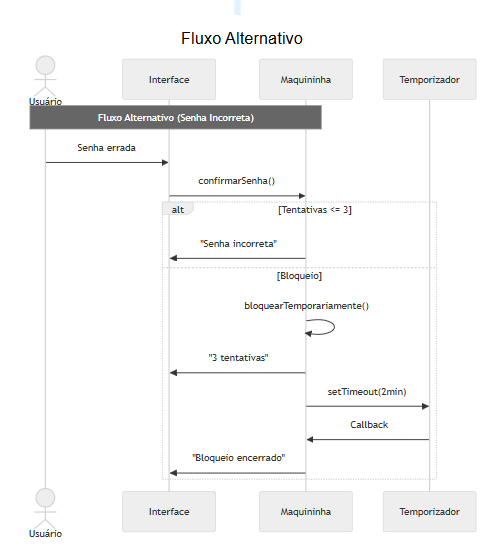 Fluxo Alternativo
Usuário
Interface
Maquininha
Temporizador
Fluxo Alternativo (Senha Incorreta)
Senha errada
confirmarSenha()
alt
[Tentativas <= 3]
"Senha incorreta"
[Bloqueio]
bloquearTemporariamente()
"3 tentativas"
setTimeout(2min)
Callback
"Bloqueio encerrado"
Usuário
Interface
Maquininha
Temporizador